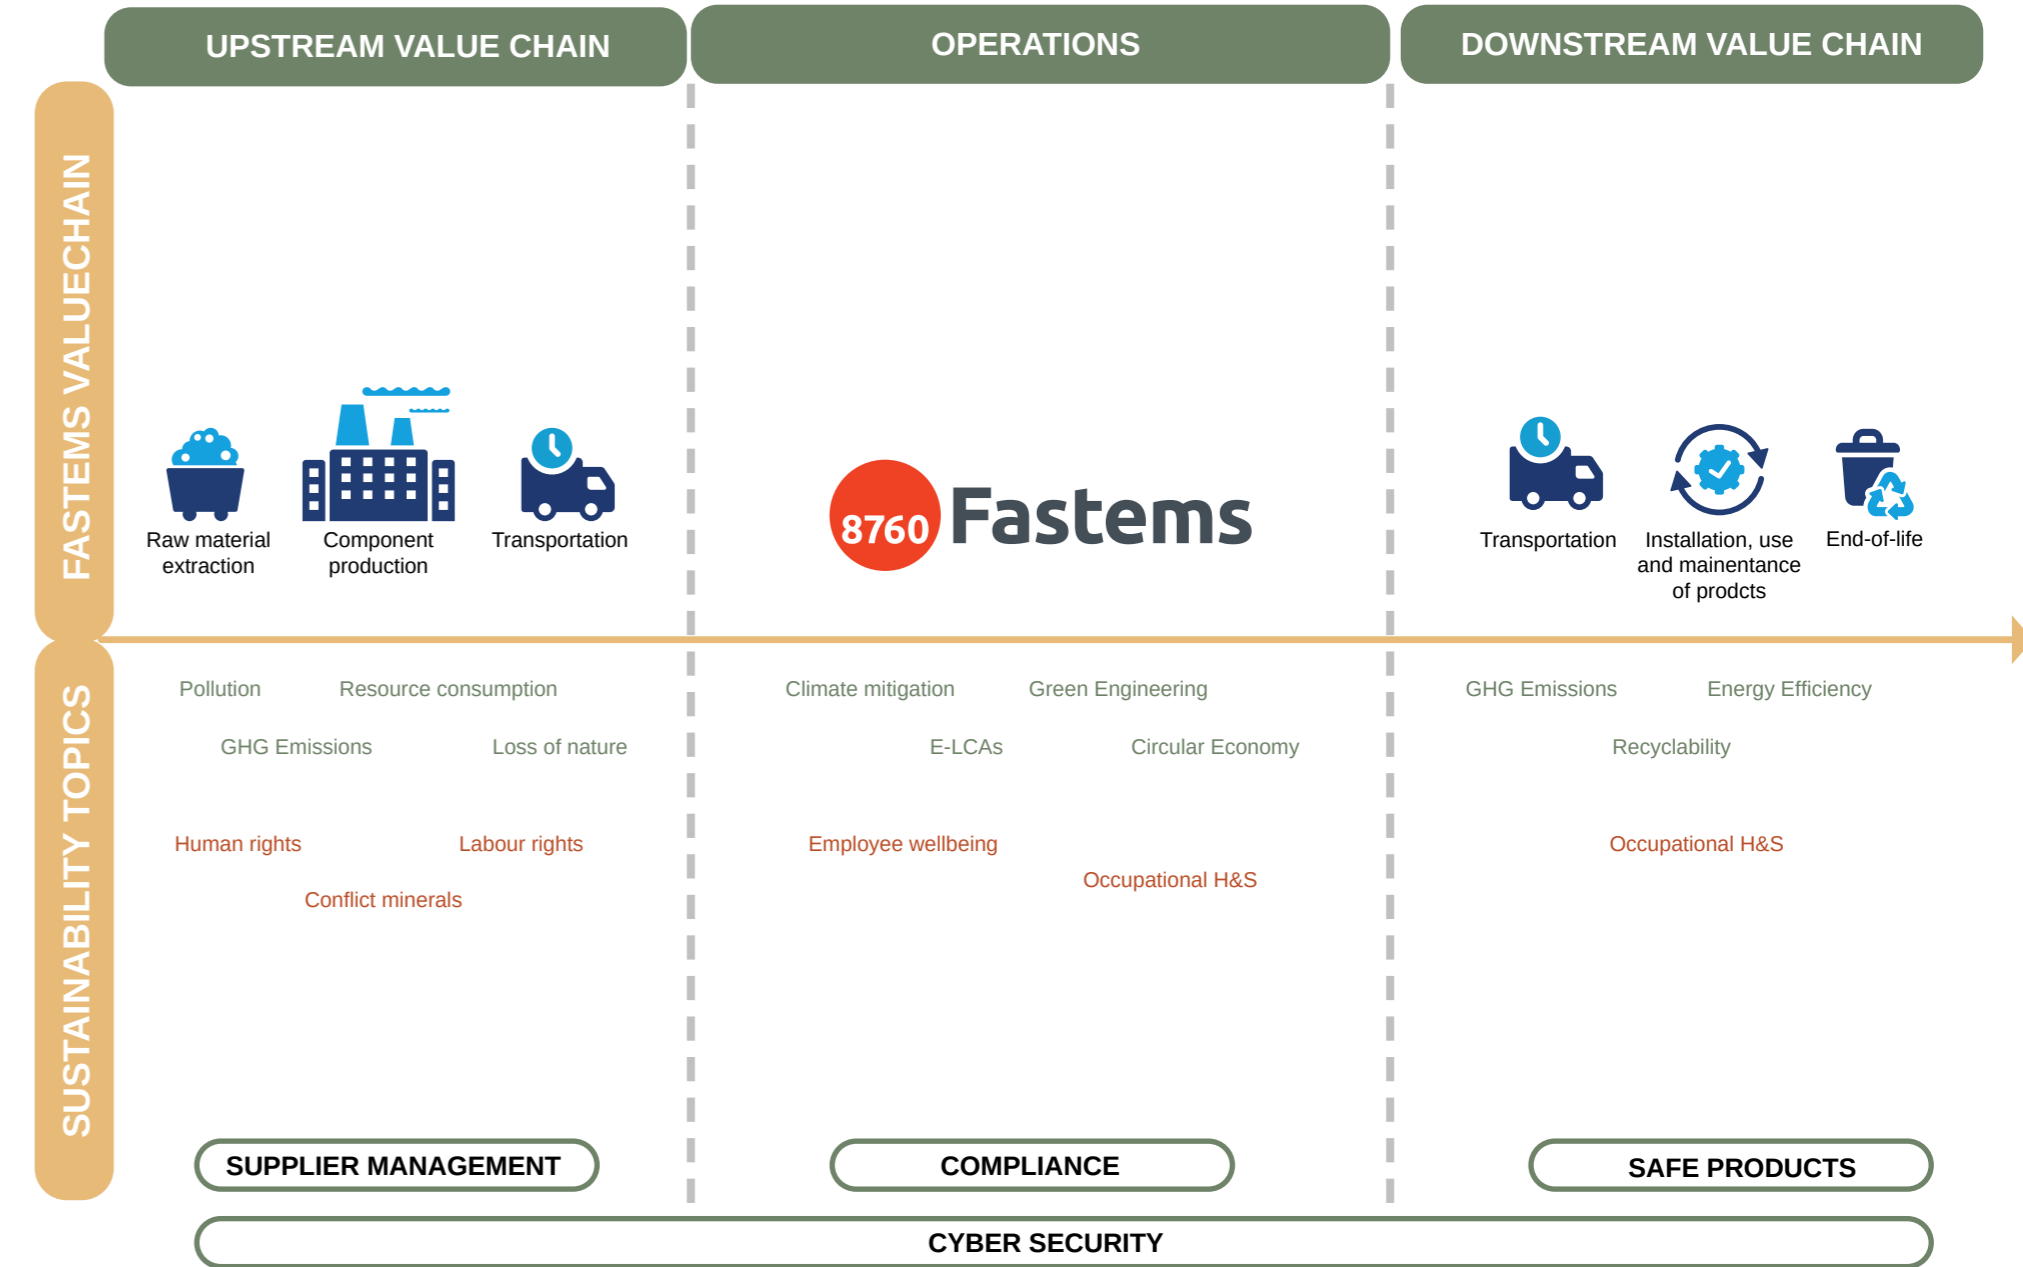 UPSTREAM VALUE CHAIN
OPERATIONS
DOWNSTREAM VALUE CHAIN
FASTEMS VALUECHAIN
Raw material
extraction
Component
production
Transportation
8760 Fastems
Transportation
Installation, use
and mainentance
of prodcts
End-of-life
SUSTAINABILITY TOPICS
Pollution
Resource consumption
GHG Emissions
Loss of nature
Human rights
Labour rights
Conflict minerals
Climate mitigation
Green Engineering
E-LCAs
Circular Economy
Employee wellbeing
Occupational H&S
GHG Emissions
Energy Efficiency
Recyclability
Occupational H&S
SUPPLIER MANAGEMENT
COMPLIANCE
SAFE PRODUCTS
CYBER SECURITY